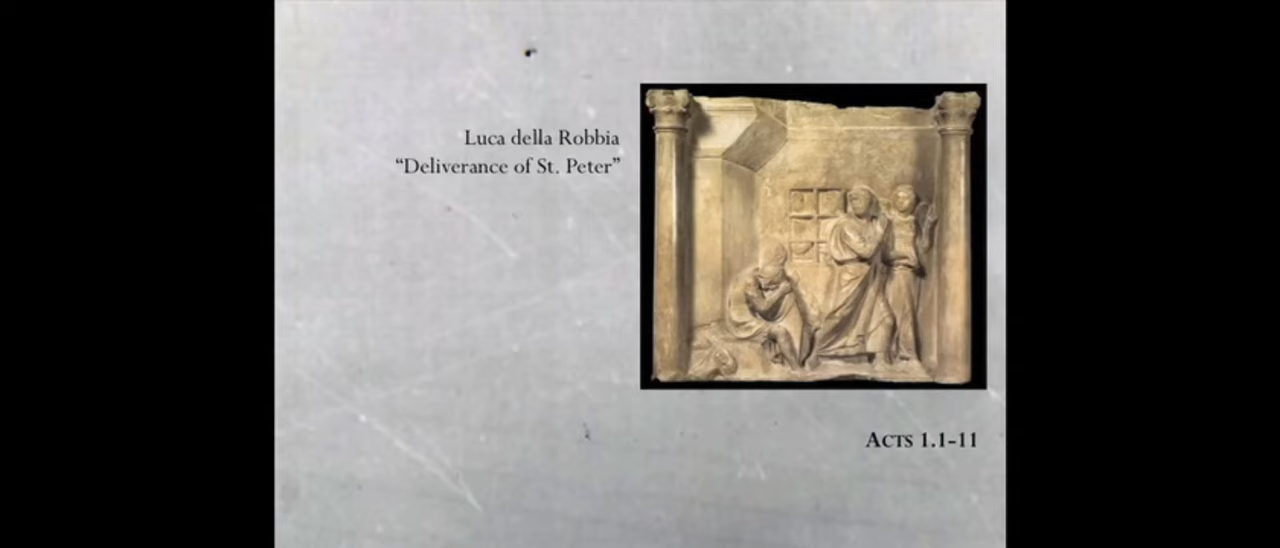 Luca della Robbia
“Deliverance of St. Peter”
ACTS 1.1-11